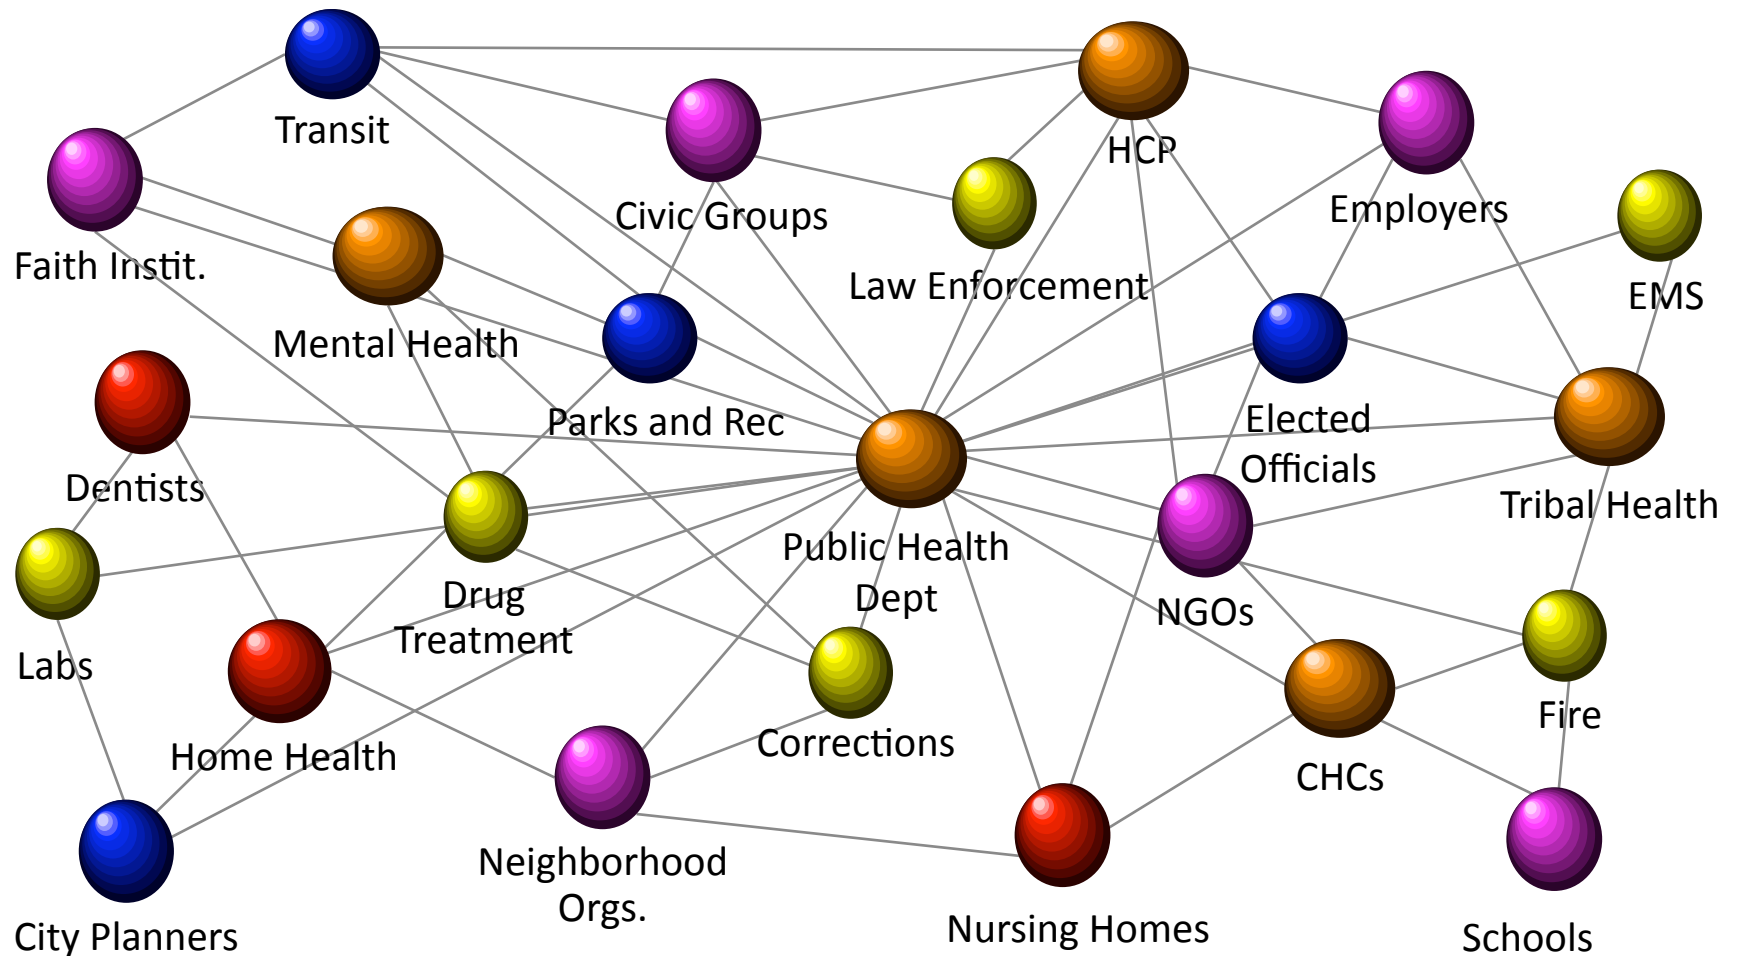 Transit
HCP
Civic Groups
Employers
Faith Instit.
Law Enforcement
EMS
Mental Health
Parks and Rec
Elected
Officials
Dentists
Tribal Health
Public Health
Dept
Drug
Treatment
NGOs
Labs
Fire
Home Health
Corrections
CHCs
Neighborhood
Orgs.
City Planners
Nursing Homes
Schools